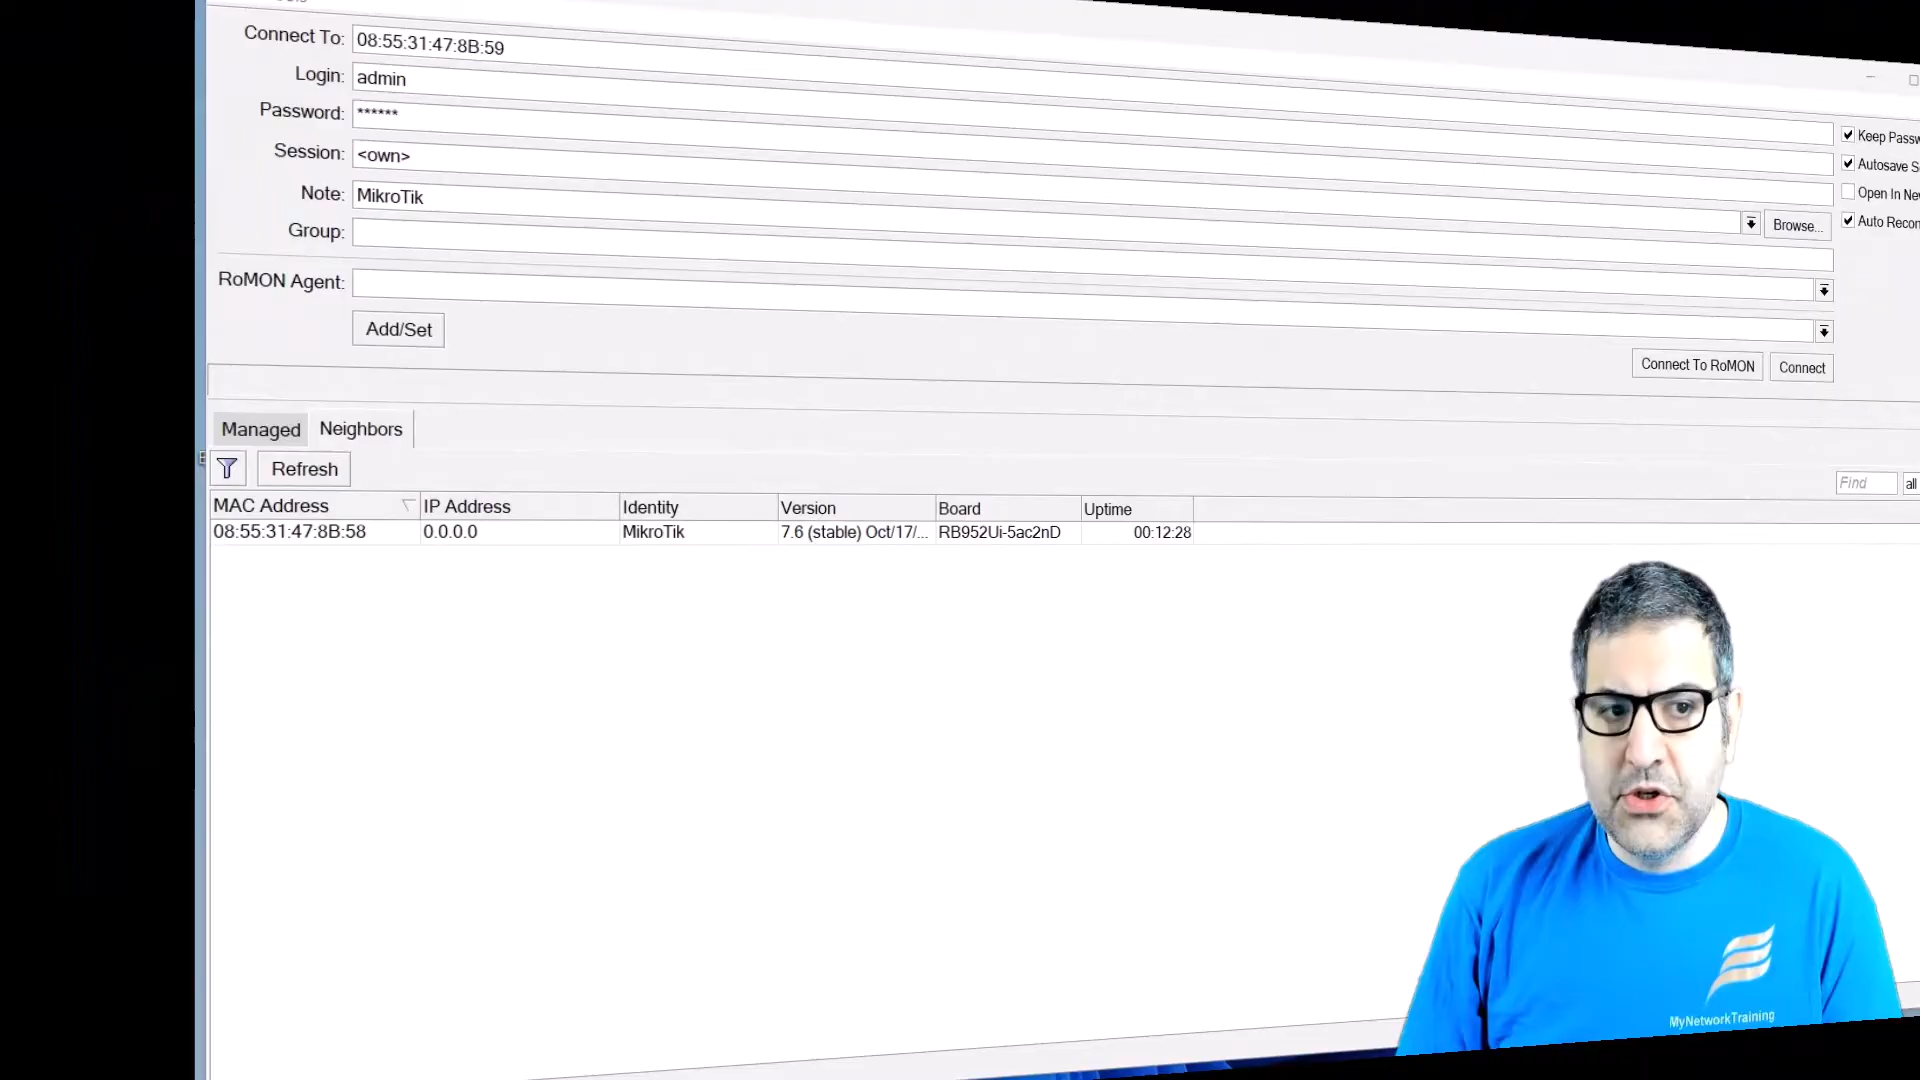 Connect To: 08:55:31:47:8B:59
Login: admin
Password: ******
Keep Passw
Session: <own>
Autosave S
Open In Nev
Note: MikroTik
Browse...
Auto Recon
Group:
RoMON Agent:
Add/Set
Connect To RoMON Connect
Managed Neighbors
Refresh
Find all
MAC Address IP Address Identity Version Board Uptime
08:55:31:47:8B:58 0.0.0.0 MikroTik 7.6 (stable) Oct/17/... RB952Ui-5ac2nD 00:12:28
MyNetworkTraining